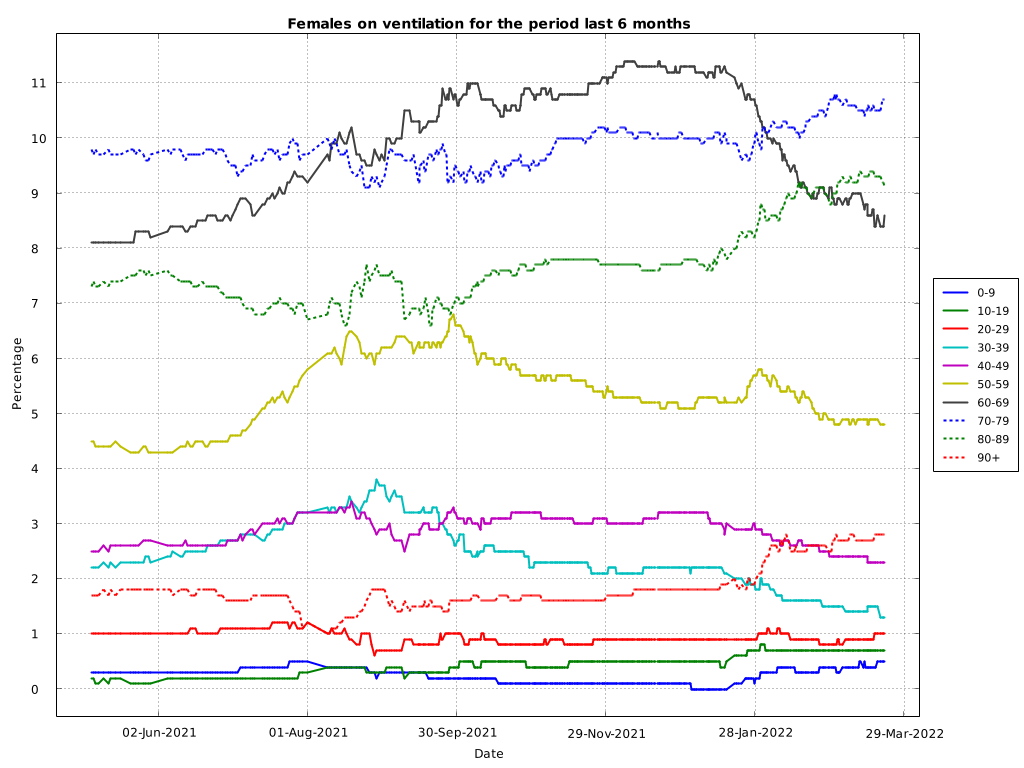 Females on ventilation for the period last 6 months
Percentage
11
10
9
8
7
6
5
4
3
2
1
0
02-Jun-2021
01-Aug-2021
30-Sep-2021
29-Nov-2021
28-Jan-2022
29-Mar-2022
Date
0-9
10-19
20-29
30-39
40-49
50-59
60-69
70-79
80-89
90+